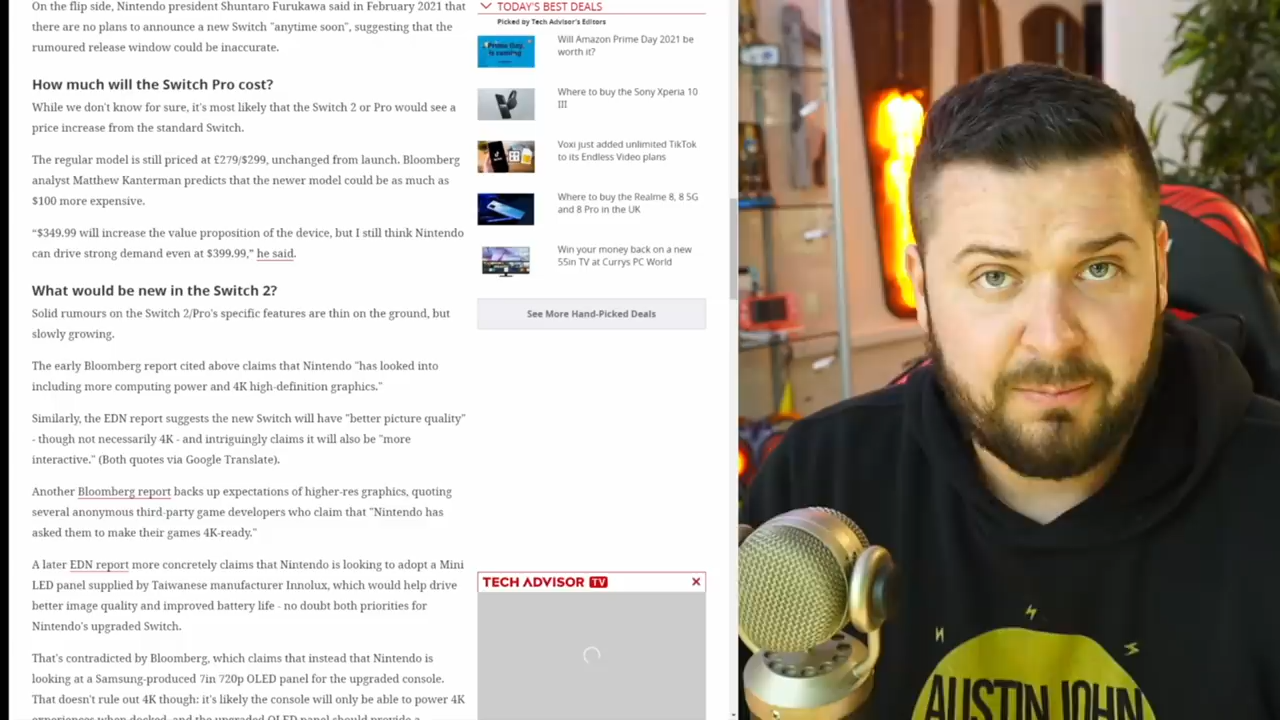 On the flip side, Nintendo president Shuntaro Furukawa said in February 2021 that
there are no plans to announce a new Switch "anytime soon", suggesting that the
rumoured release window could be inaccurate.
How much will the Switch Pro cost?
While we don't know for sure, it's most likely that the Switch 2 or Pro would see a
price increase from the standard Switch.
The regular model is still priced at £279/$299, unchanged from launch. Bloomberg
analyst Matthew Kanterman predicts that the newer model could be as much as
$100 more expensive.
“$349.99 will increase the value proposition of the device, but I still think Nintendo
can drive strong demand even at $399.99,” he said.
What would be new in the Switch 2?
Solid rumours on the Switch 2/Pro's specific features are thin on the ground, but
slowly growing.
The early Bloomberg report cited above claims that Nintendo "has looked into
including more computing power and 4K high-definition graphics."
Similarly, the EDN report suggests the new Switch will have "better picture quality"
- though not necessarily 4K - and intriguingly claims it will also be "more
interactive." (Both quotes via Google Translate).
Another Bloomberg report backs up expectations of higher-res graphics, quoting
several anonymous third-party game developers who claim that "Nintendo has
asked them to make their games 4K-ready."
A later EDN report more concretely claims that Nintendo is looking to adopt a Mini
LED panel supplied by Taiwanese manufacturer Innolux, which would help drive
better image quality and improved battery life - no doubt both priorities for
Nintendo's upgraded Switch.
That's contradicted by Bloomberg, which claims that instead that Nintendo is
looking at a Samsung-produced 7in 720p OLED panel for the upgraded console.
That doesn't rule out 4K though: it's likely the console will only be able to power 4K
experiences when docked, and the upgraded OLED panel should provide a
TODAY'S BEST DEALS
Picked by Tech Advisor's Editors
Prime Day
is coming
Will Amazon Prime Day 2021 be
worth it?
Where to buy the Sony Xperia 10
III
Voxi just added unlimited TikTok
to its Endless Video plans
Where to buy the Realme 8, 8 5G
and 8 Pro in the UK
Win your money back on a new
55in TV at Currys PC World
See More Hand-Picked Deals
TECH ADVISOR TV
AUSTIN JOHN